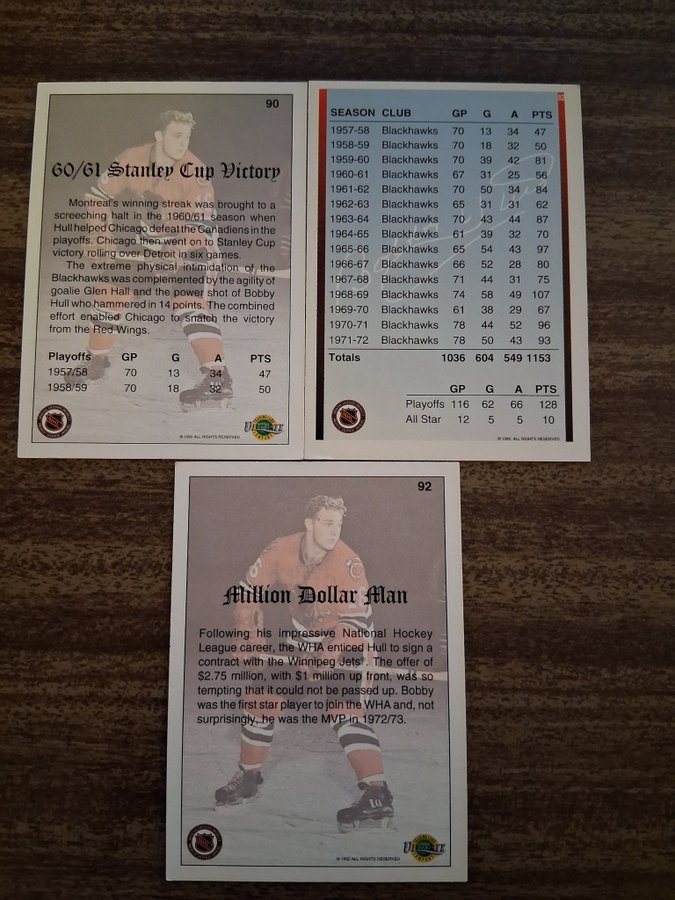 90
60/61 Stanley Cup Victory
Montreal's winning streak was brought to a
screeching halt in the 1960/61 season when
Hull helped Chicago defeat the Canadiens in the
playoffs. Chicago then went on to Stanley Cup
victory rolling over Detroit in six games.
The extreme physical intimidation of the
Blackhawks was complemented by the agility of
goalie Glen Hall and the power shot of Bobby
Hull who hammered in 14 points. The combined
effort enabled Chicago to snatch the victory
from the Red Wings.
Playoffs GP G A PTS
1957/58 70 13 34 47
1958/59 70 18 32 50
ULTIMATE
© 1992 ALL RIGHTS RESERVED
SEASON CLUB GP G A PTS
1957-58 Blackhawks 70 13 34 47
1958-59 Blackhawks 70 18 32 50
1959-60 Blackhawks 70 39 42 81
1960-61 Blackhawks 67 31 25 56
1961-62 Blackhawks 70 50 34 84
1962-63 Blackhawks 65 31 31 62
1963-64 Blackhawks 70 43 44 87
1964-65 Blackhawks 61 39 32 70
1965-66 Blackhawks 65 54 43 97
1966-67 Blackhawks 66 52 28 80
1967-68 Blackhawks 71 44 31 75
1968-69 Blackhawks 74 58 49 107
1969-70 Blackhawks 61 38 29 67
1970-71 Blackhawks 78 44 52 96
1971-72 Blackhawks 78 50 43 93
Totals 1036 604 549 1153
GP G A PTS
Playoffs 116 62 66 128
All Star 12 5 5 10
© 1992 ALL RIGHTS RESERVED
92
Million Dollar Man
Following his impressive National Hockey
League career, the WHA enticed Hull to sign a
contract with the Winnipeg Jets. The offer of
$2.75 million, with $1 million up front, was so
tempting that it could not be passed up. Bobby
was the first star player to join the WHA and, not
surprisingly, he was the MVP in 1972/73.
ULTIMATE
© 1992 ALL RIGHTS RESERVED